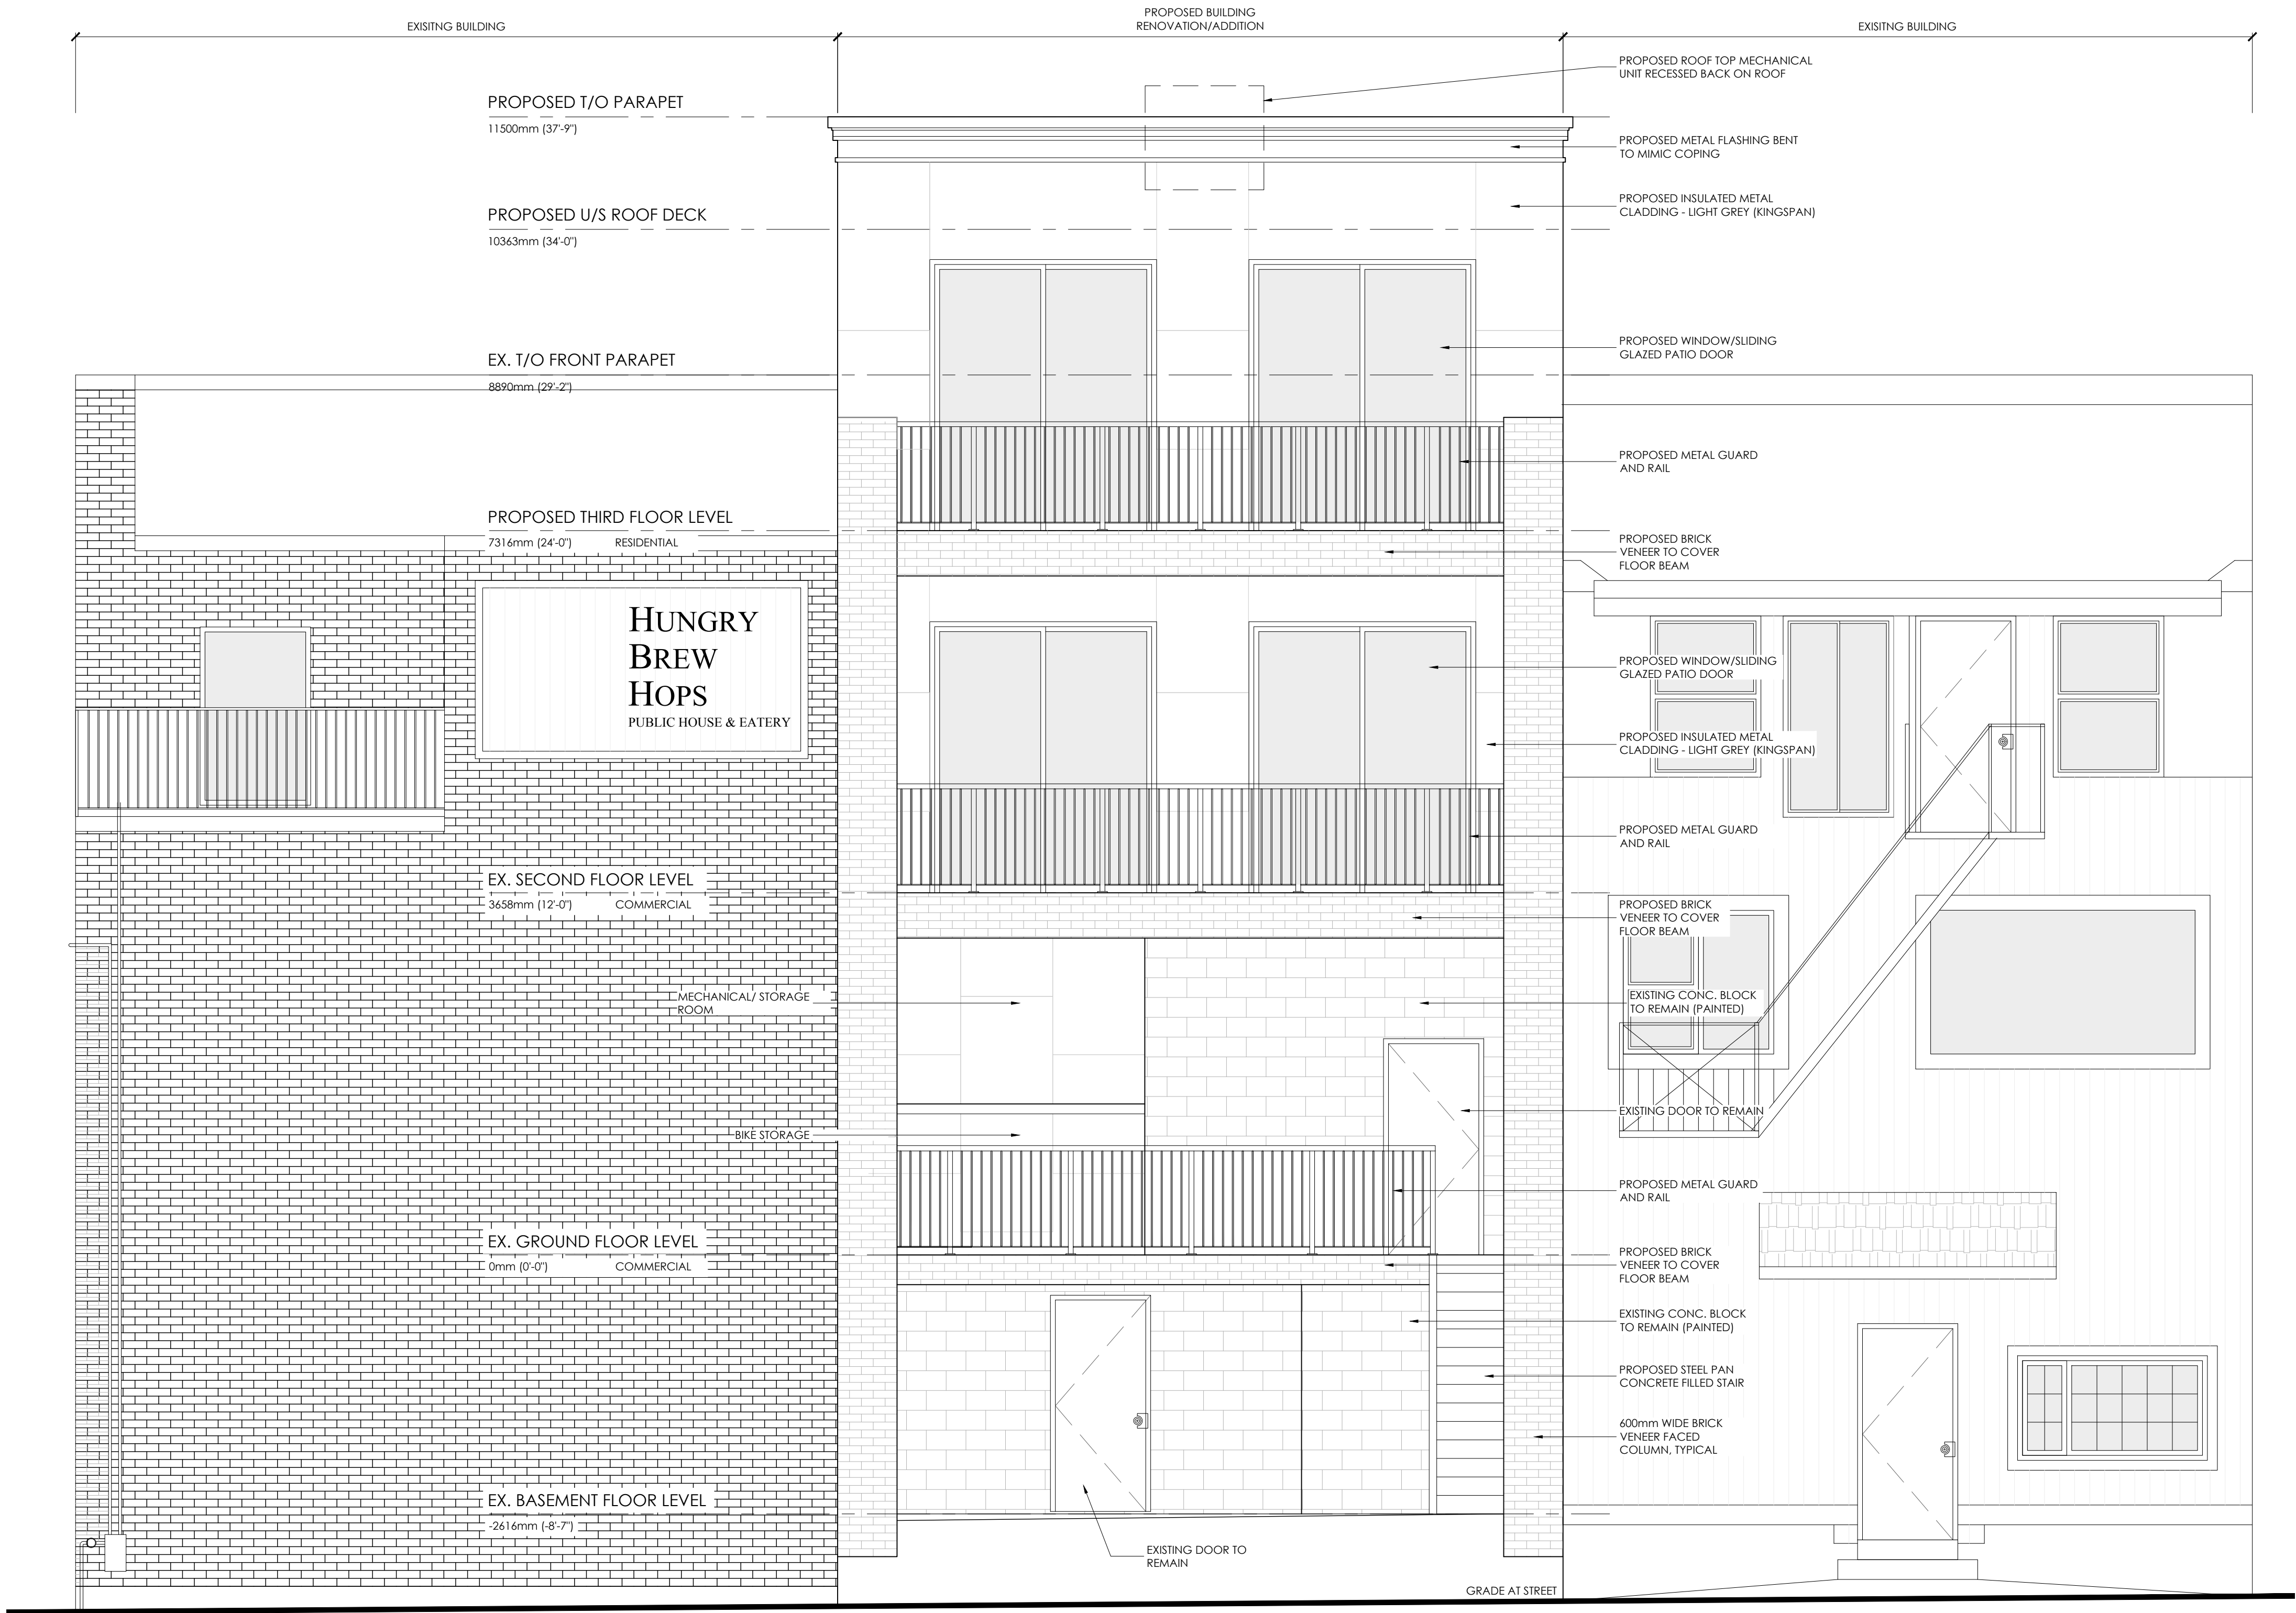 EXISITNG BUILDING
PROPOSED BUILDING
RENOVATION/ADDITION
EXISITNG BUILDING
PROPOSED ROOF TOP MECHANICAL
UNIT RECESSED BACK ON ROOF
PROPOSED T/O PARAPET
11500mm (37'-9")
PROPOSED METAL FLASHING BENT
TO MIMIC COPING
PROPOSED INSULATED METAL
CLADDING - LIGHT GREY (KINGSPAN)
PROPOSED U/S ROOF DECK
10363mm (34'-0")
PROPOSED WINDOW/SLIDING
GLAZED PATIO DOOR
EX. T/O FRONT PARAPET
8890mm (29'-2")
PROPOSED METAL GUARD
AND RAIL
PROPOSED THIRD FLOOR LEVEL
7316mm (24'-0") RESIDENTIAL
PROPOSED BRICK
VENEER TO COVER
FLOOR BEAM
HUNGRY
BREW
HOPS
PUBLIC HOUSE & EATERY
PROPOSED WINDOW/SLIDING
GLAZED PATIO DOOR
PROPOSED INSULATED METAL
CLADDING - LIGHT GREY (KINGSPAN)
PROPOSED METAL GUARD
AND RAIL
EX. SECOND FLOOR LEVEL
3658mm (12'-0") COMMERCIAL
PROPOSED BRICK
VENEER TO COVER
FLOOR BEAM
MECHANICAL/ STORAGE
ROOM
EXISTING CONC. BLOCK
TO REMAIN (PAINTED)
EXISTING DOOR TO REMAIN
BIKE STORAGE
PROPOSED METAL GUARD
AND RAIL
EX. GROUND FLOOR LEVEL
0mm (0'-0") COMMERCIAL
PROPOSED BRICK
VENEER TO COVER
FLOOR BEAM
EXISTING CONC. BLOCK
TO REMAIN (PAINTED)
PROPOSED STEEL PAN
CONCRETE FILLED STAIR
600mm WIDE BRICK
VENEER FACED
COLUMN, TYPICAL
EX. BASEMENT FLOOR LEVEL
-2616mm (-8'-7")
EXISTING DOOR TO
REMAIN
GRADE AT STREET